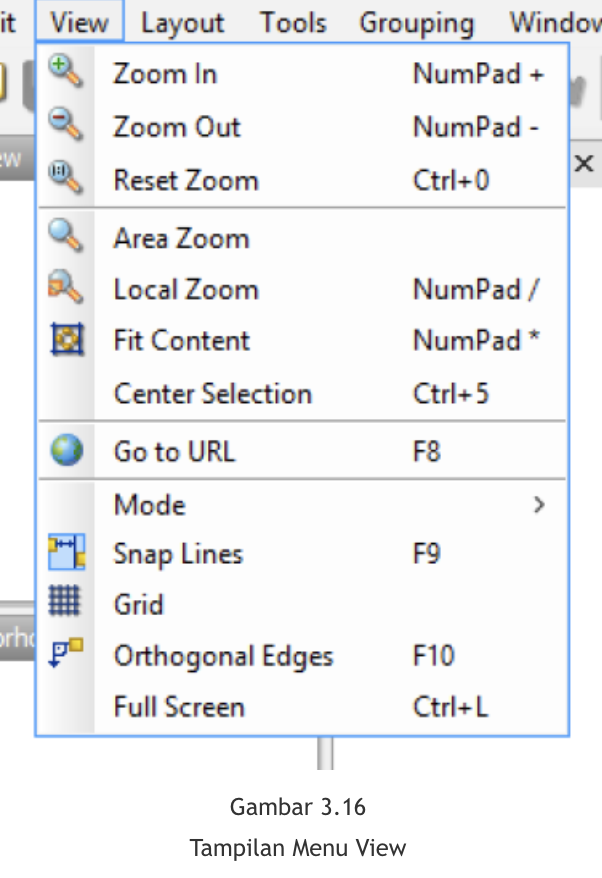 it View Layout Tools Grouping Window
Zoom In NumPad +
Zoom Out NumPad -
Reset Zoom Ctrl+0
Area Zoom
Local Zoom NumPad /
Fit Content NumPad *
Center Selection Ctrl+5
Go to URL F8
Mode
Snap Lines F9
Grid
Orthogonal Edges F10
Full Screen Ctrl+L
Gambar 3.16
Tampilan Menu View